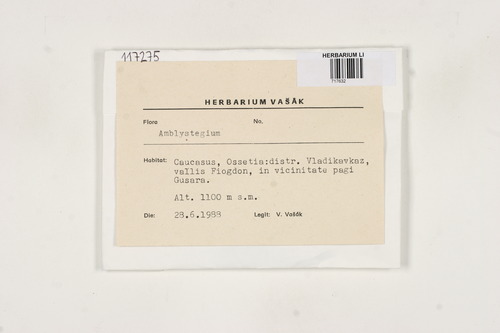 117275
HERBARIUM LI
717632
HERBARIUM VAŠÁK
Flora No.
Amblystegium
Habitat: Caucasus, Ossetia:distr. Vladikavkaz,
vallis Fiogdon, in vicinitate pagi
Gusara.
Alt. 1100 m s.m.
Die: 28.6.1988 Legit: V. Vašák